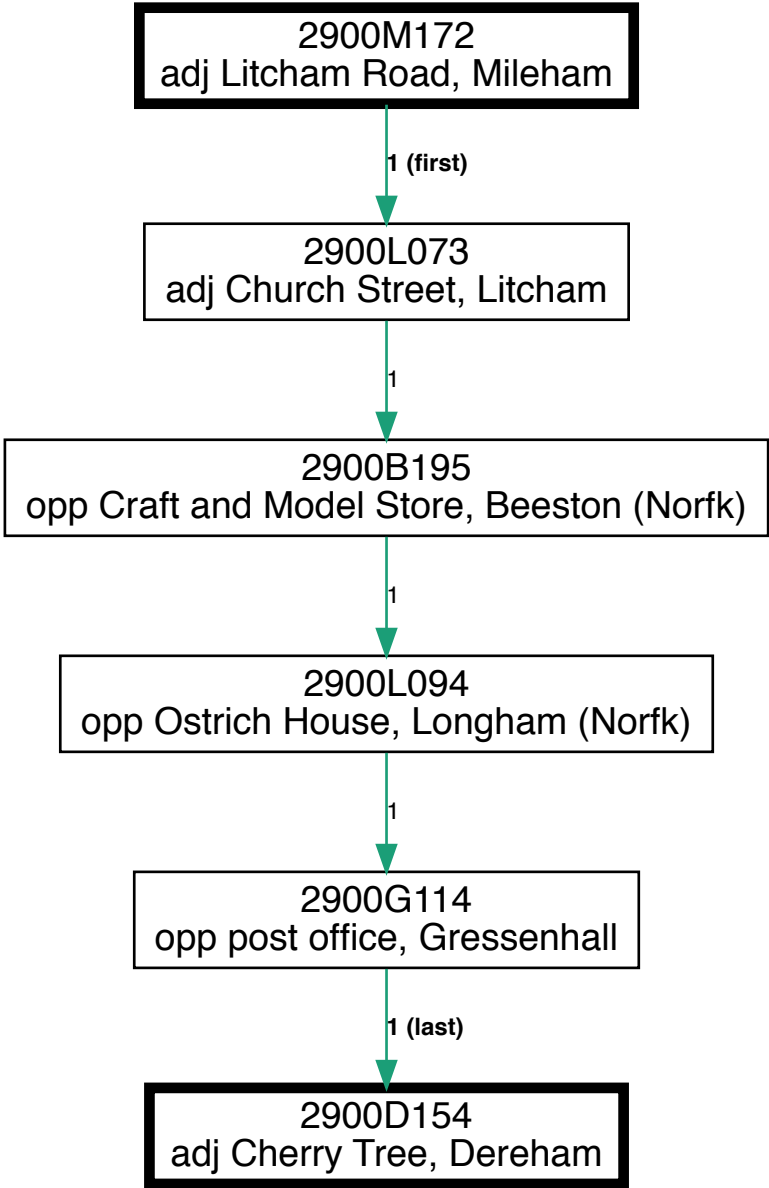 2900M172
adj Litcham Road, Mileham
1 (first)
2900L073
adj Church Street, Litcham
1
2900B195
opp Craft and Model Store, Beeston (Norfk)
1
2900L094
opp Ostrich House, Longham (Norfk)
1
2900G114
opp post office, Gressenhall
1 (last)
2900D154
adj Cherry Tree, Dereham